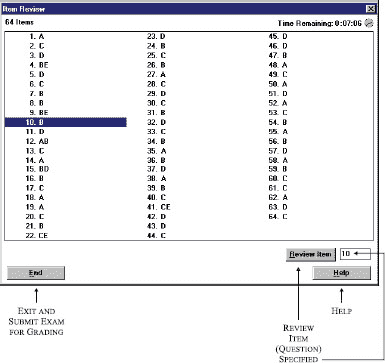 Item Review
64 Items Time Remaining: 0:07:06
1. A
2. C
3. D
4. BE
5. D
6. C
7. B
8. B
9. BE
10. B
11. D
12. AB
13. C
14. A
15. BD
16. B
17. C
18. A
19. A
20. C
21. B
22. CE
23. D
24. B
25. C
26. B
27. A
28. C
29. D
30. C
31. B
32. D
33. C
34. B
35. A
36. B
37. D
38. A
39. B
40. C
41. CE
42. D
43. D
44. C
45. D
46. D
47. B
48. A
49. C
50. A
51. D
52. A
53. C
54. B
55. A
56. B
57. D
58. A
59. B
60. C
61. C
62. A
63. D
64. C
Review Item 10
End Help
EXIT AND
SUBMIT EXAM
FOR GRADING
REVIEW
ITEM
(QUESTION)
SPECIFIED
HELP